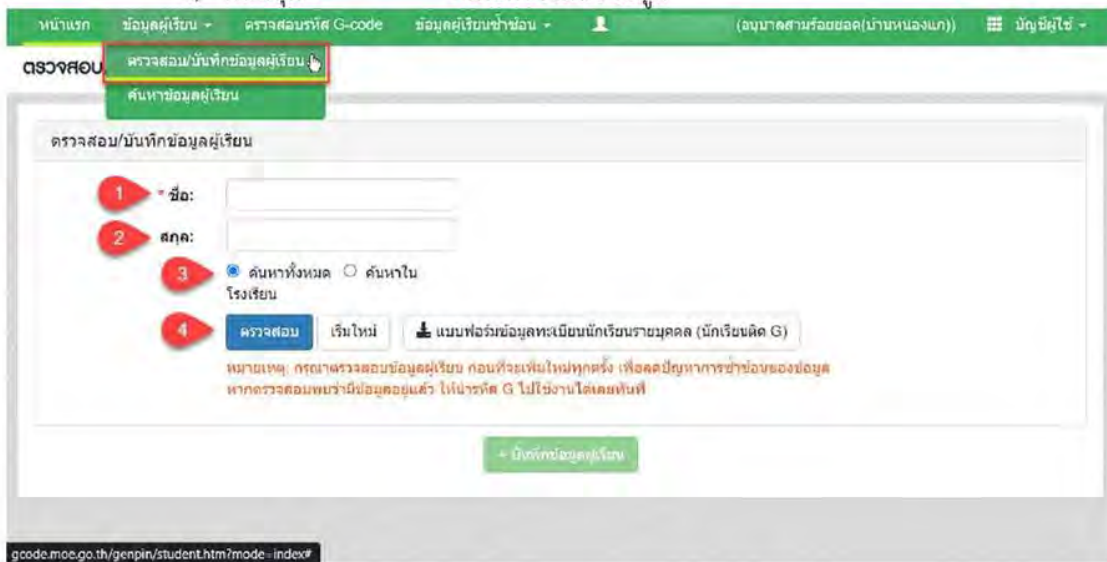 หน้าแรก ข้อมูลผู้เรียน ตรวจสอบรหัส G-code ข้อมูลผู้เรียนซ้ำซ้อน (อนุบาลสามร้อยยอด(บ้านหนองแก)) บัญชีผู้ใช้
ตรวจสอบ ตรวจสอบ/บันทึกข้อมูลผู้เรียน
ค้นหาข้อมูลผู้เรียน
ตรวจสอบ/บันทึกข้อมูลผู้เรียน
1 * ชื่อ:
2 สกุล:
3 ค้นหาทั้งหมด ค้นหาใน
โรงเรียน
4 ตรวจสอบ เริ่มใหม่ แบบฟอร์มข้อมูลทะเบียนนักเรียนรายบุคคล (นักเรียนติด G)
หมายเหตุ: กรุณาตรวจสอบข้อมูลผู้เรียน ก่อนที่จะเพิ่มใหม่ทุกครั้ง เพื่อลดปัญหาการซ้ำซ้อนของข้อมูล
หากตรวจสอบพบว่ามีข้อมูลอยู่แล้ว ให้นำรหัส G ไปใช้งานได้เลยทันที
+ บันทึกข้อมูลผู้เรียน
gcode.moe.go.th/genpin/student.htm?mode=index#